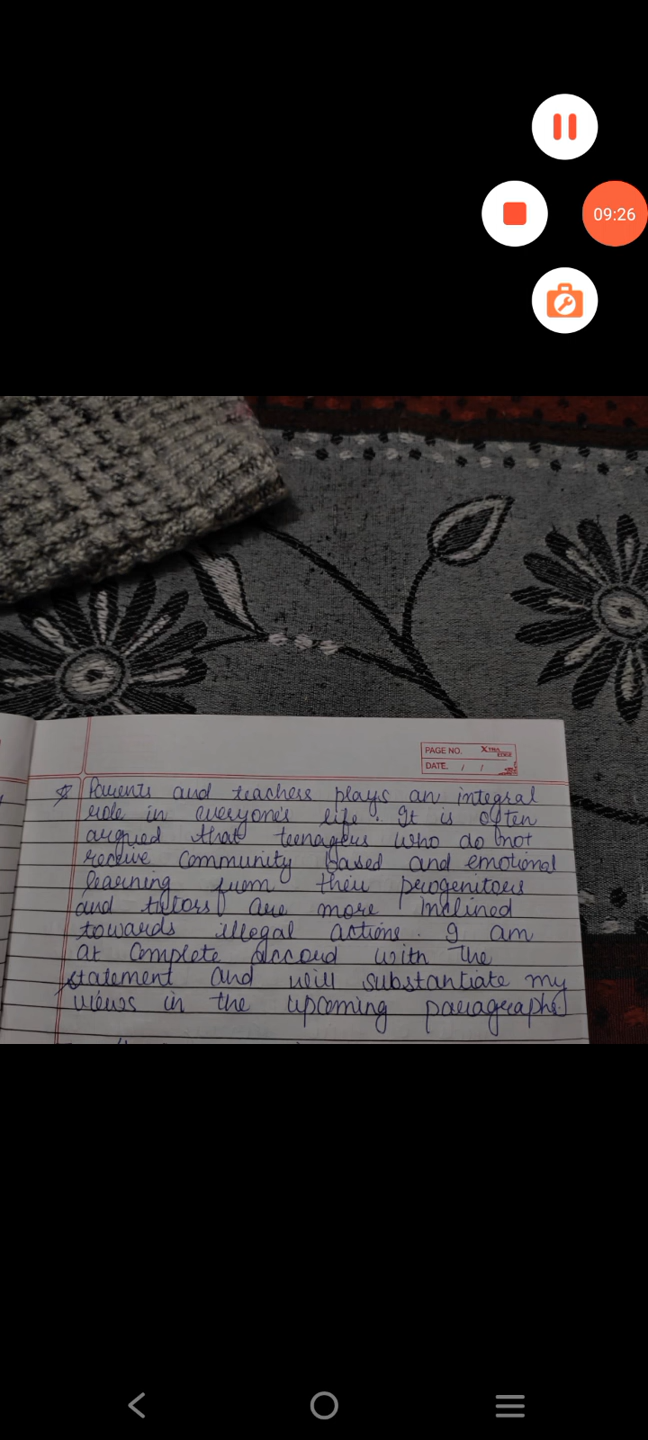 09:26
PAGE NO.
DATE. / /
Parents and teachers plays an integral
role in everyone's life. It is often
argued that teenagers who do not
receive community based and emotional
learning from their progenitors
and tutors are more inclined
towards illegal actions. I am
at complete accord with the
statement and will substantiate my
views in the upcoming paragraphs